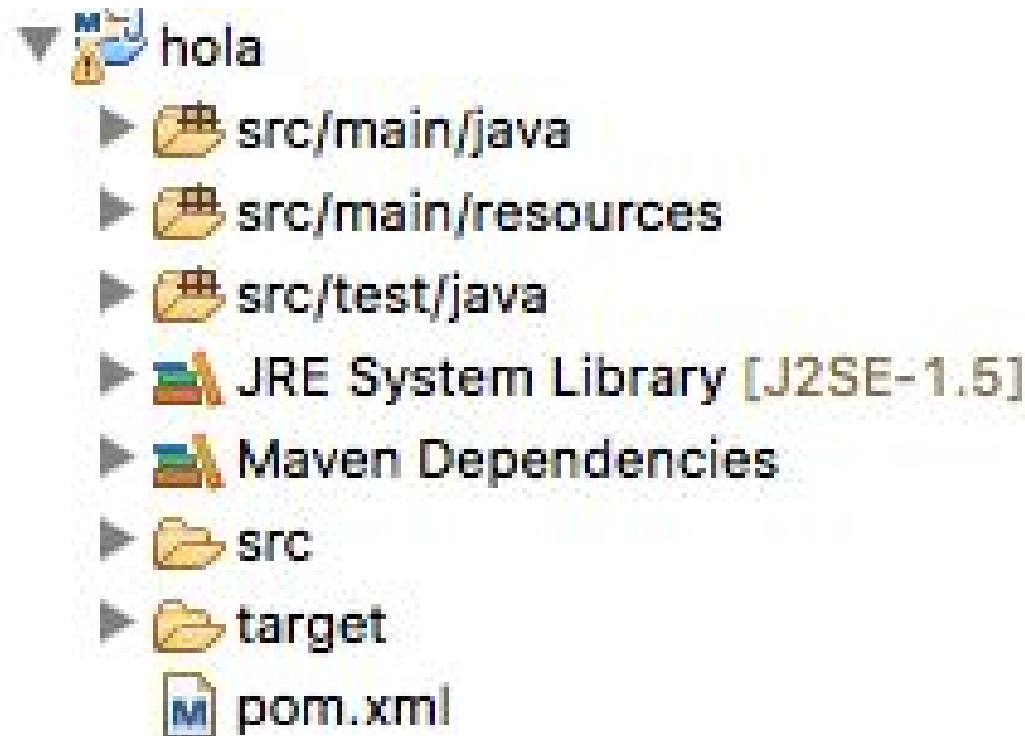 hola
src/main/java
src/main/resources
src/test/java
JRE System Library [J2SE-1.5]
Maven Dependencies
src
target
pom.xml